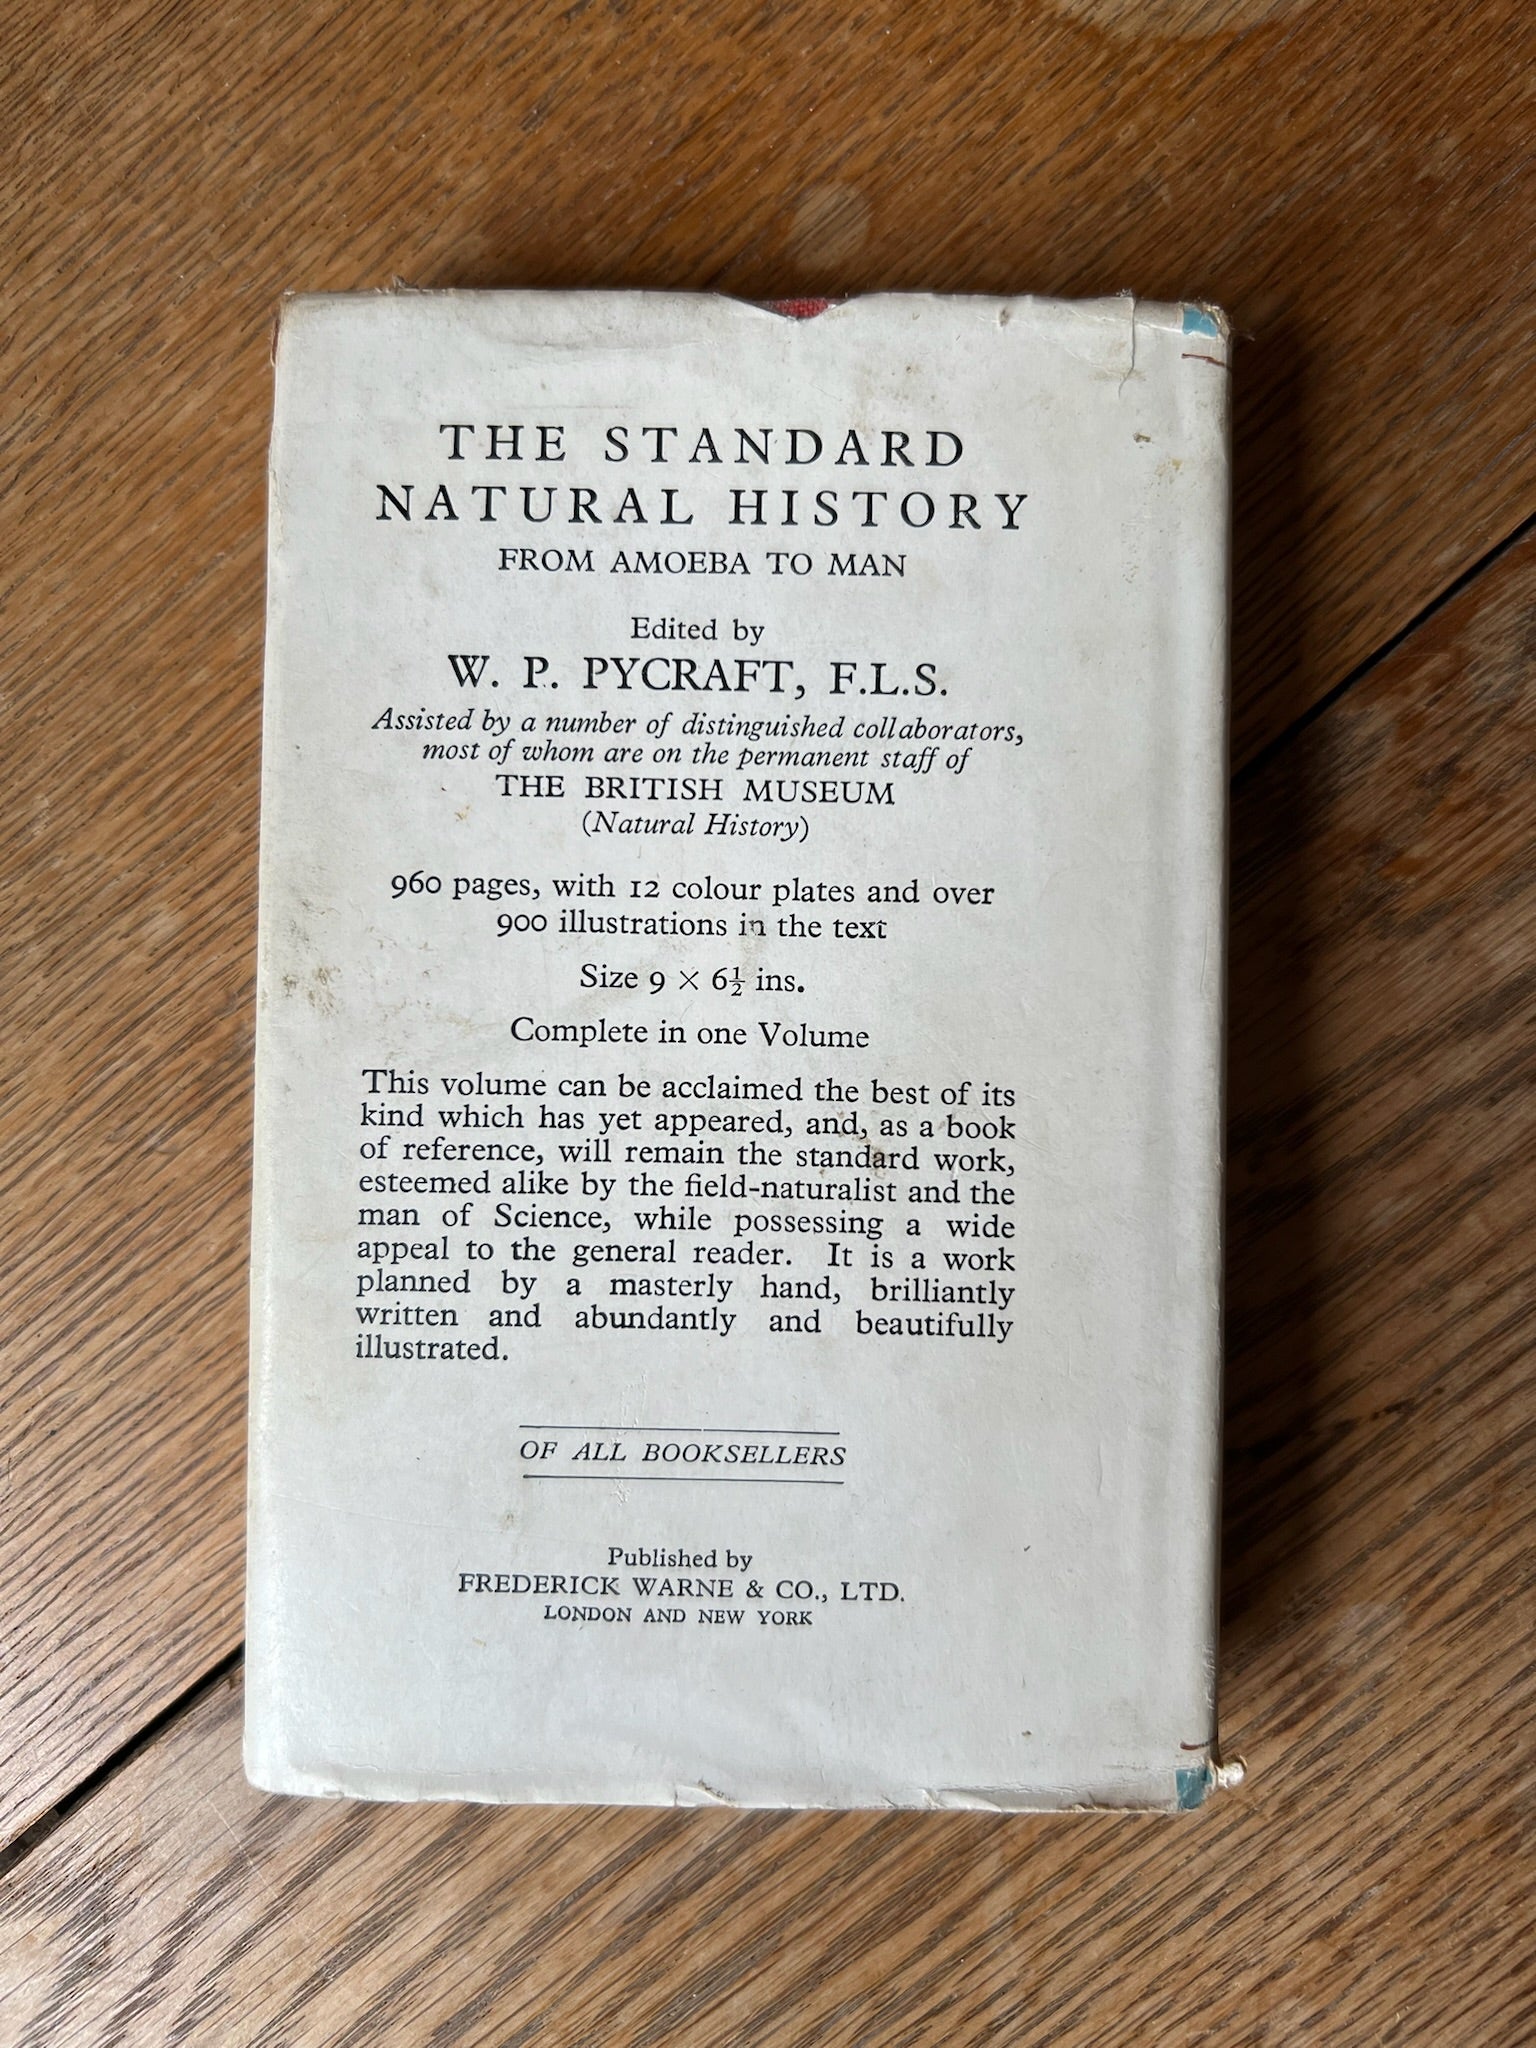 THE STANDARD
NATURAL HISTORY
FROM AMOEBA TO MAN
Edited by
W. P. PYCRAFT, F.L.S.
Assisted by a number of distinguished collaborators,
most of whom are on the permanent staff of
THE BRITISH MUSEUM
(Natural History)
960 pages, with 12 colour plates and over
900 illustrations in the text
Size 9 × 6½ ins.
Complete in one Volume
This volume can be acclaimed the best of its
kind which has yet appeared, and, as a book
of reference, will remain the standard work,
esteemed alike by the field-naturalist and the
man of Science, while possessing a wide
appeal to the general reader. It is a work
planned by a masterly hand, brilliantly
written and abundantly and beautifully
illustrated.
OF ALL BOOKSELLERS
Published by
FREDERICK WARNE & CO., LTD.
LONDON AND NEW YORK